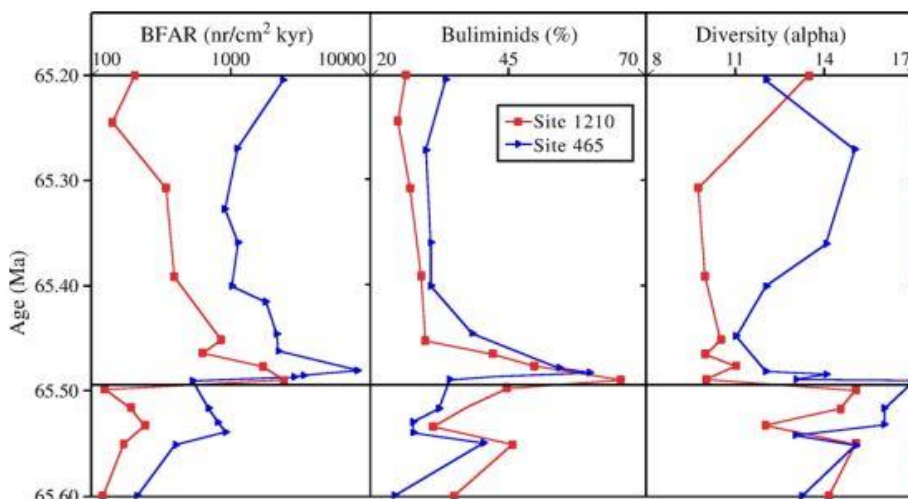 BFAR (nr/cm² kyr) Buliminids (%) Diversity (alpha)
100 1000 10000 20 45 70 8 11 14 17
65.20
Site 1210
Site 465
65.30
Age (Ma)
65.40
65.50
65.60